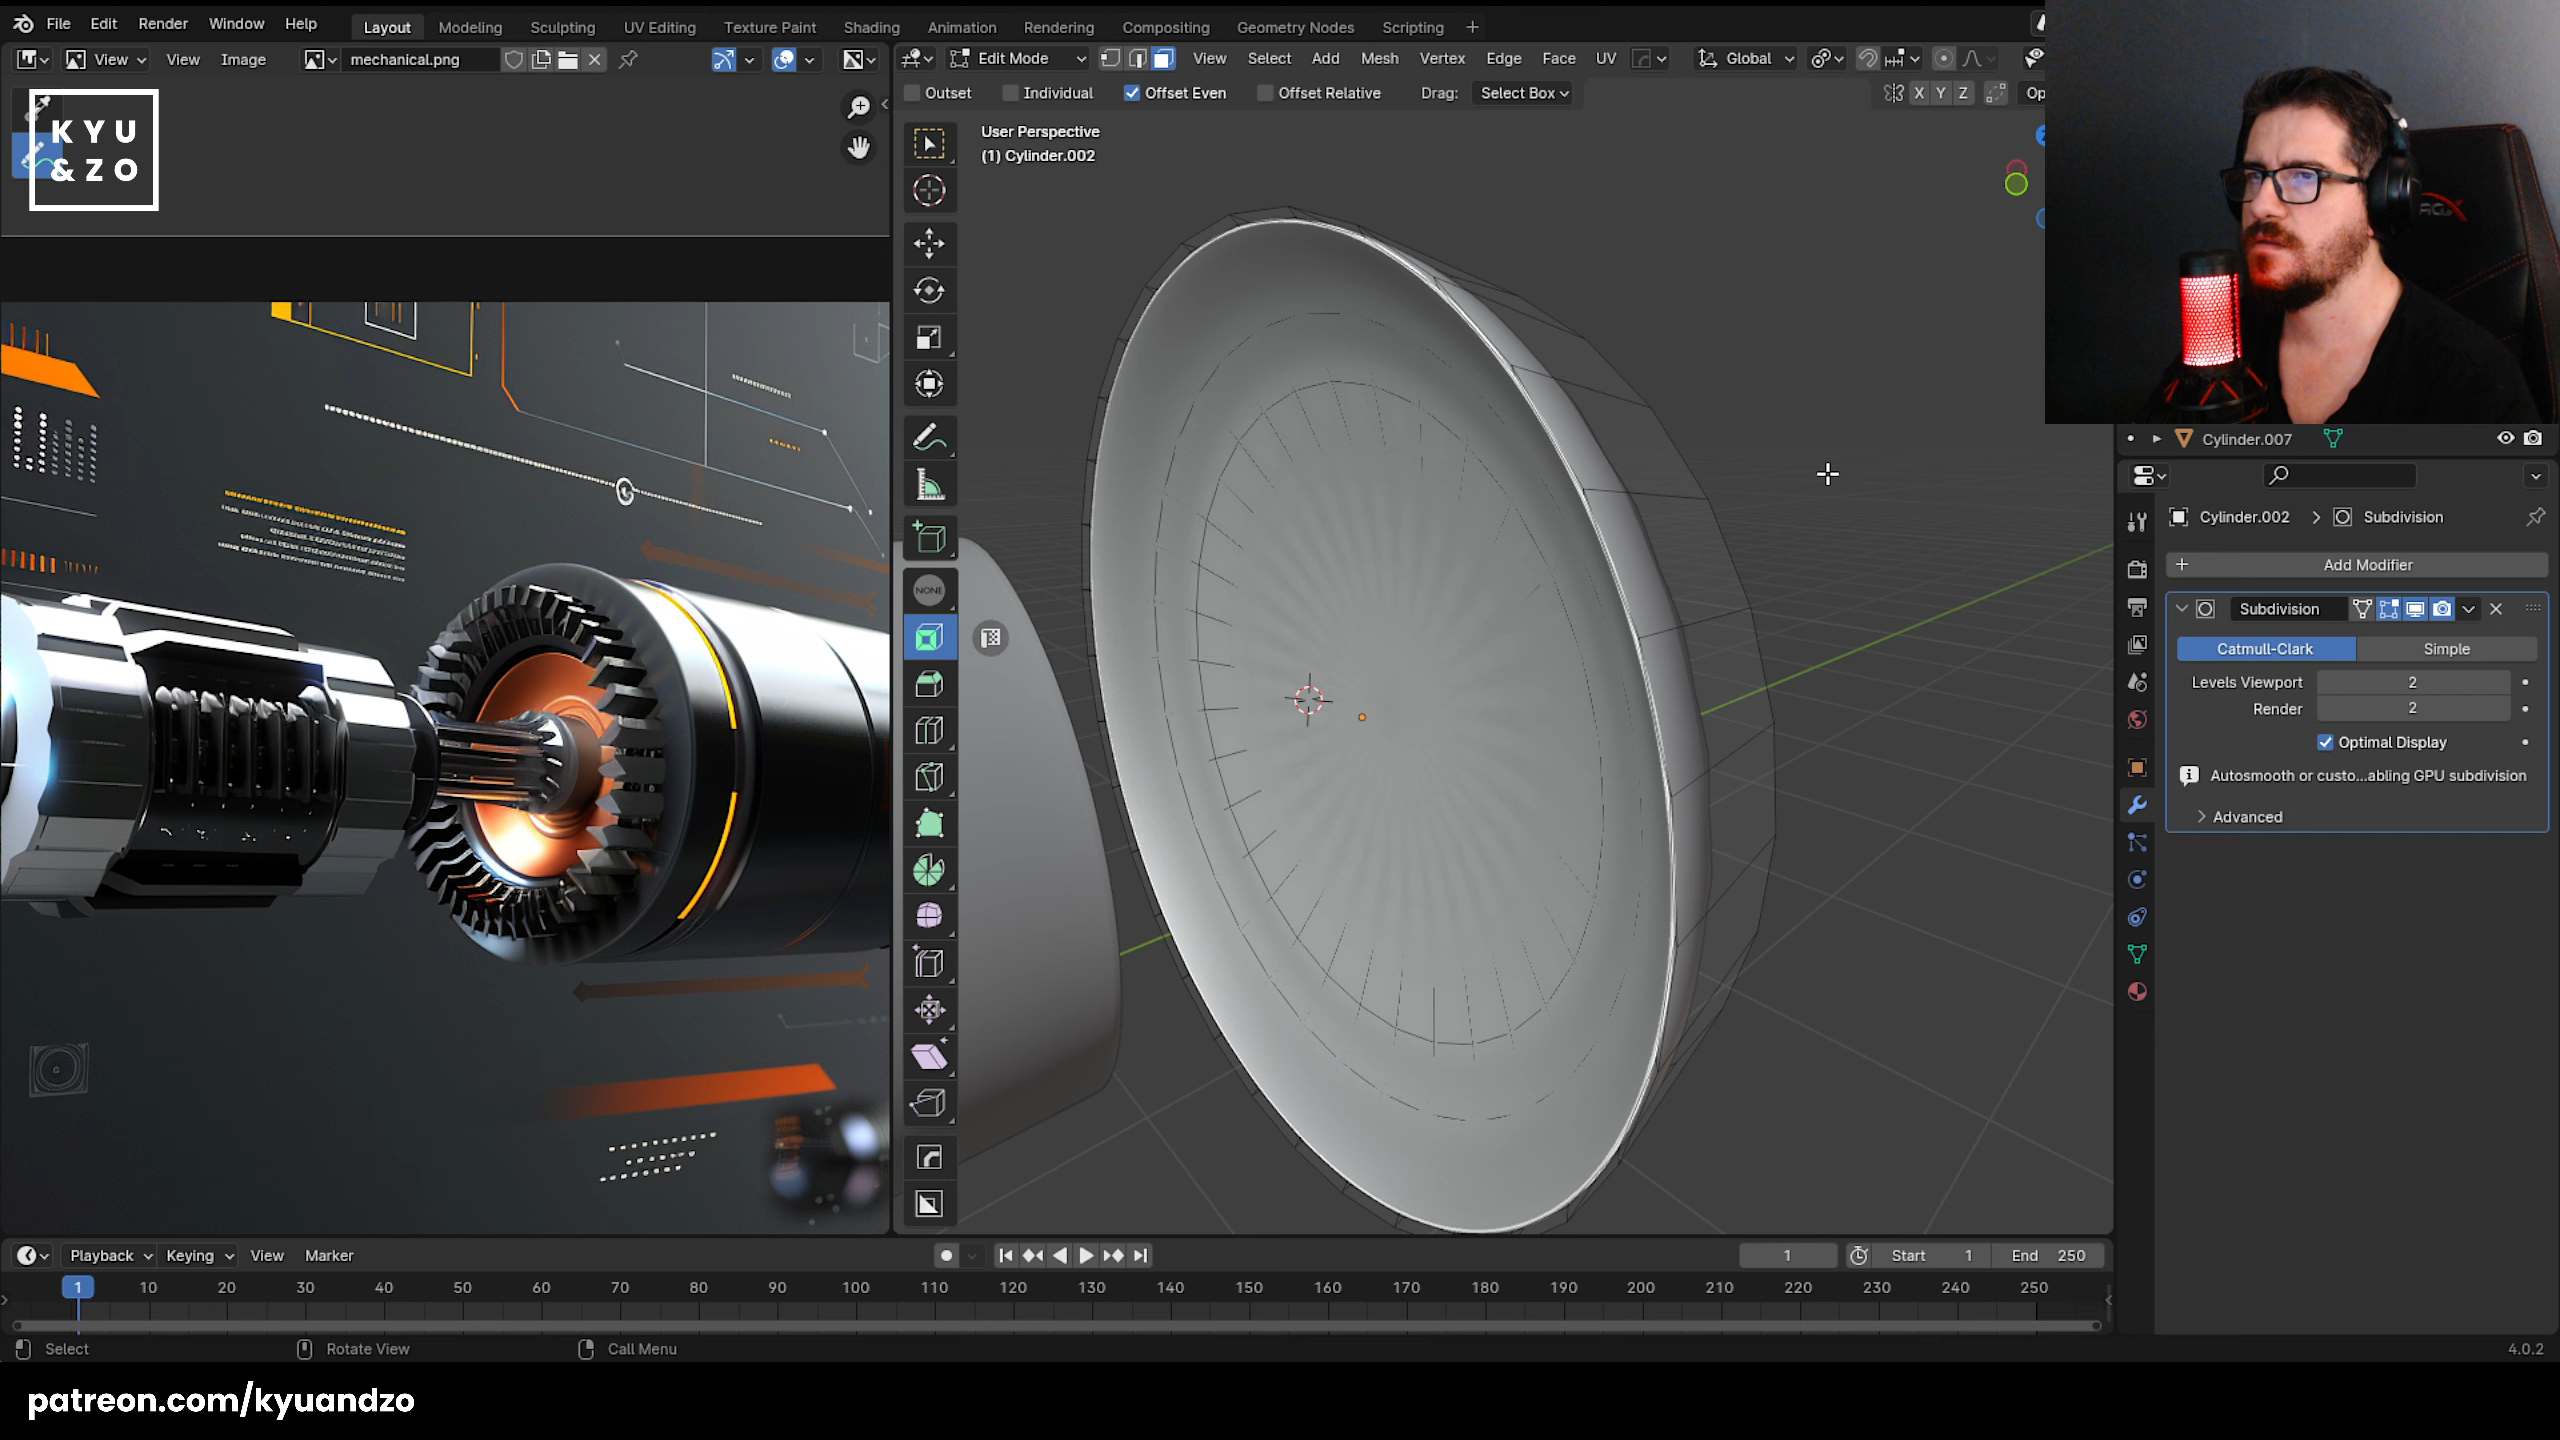 File Edit Render Window Help Layout Modeling Sculpting UV Editing Texture Paint Shading Animation Rendering Compositing Geometry Nodes Scripting
View View Image mechanical.png Edit Mode View Select Add Mesh Vertex Edge Face UV Global
Outset Individual Offset Even Offset Relative Drag: Select Box X Y Z Op
KYU
&ZO
User Perspective
(1) Cylinder.002
Cylinder.007
Cylinder.002 > Subdivision
Add Modifier
NONE
Subdivision
Catmull-Clark Simple
Levels Viewport 2
Render 2
Optimal Display
Autosmooth or custo...abling GPU subdivision
Advanced
Playback Keying View Marker 1 Start 1 End 250
1 10 20 30 40 50 60 70 80 90 100 110 120 130 140 150 160 170 180 190 200 210 220 230 240 250
Select Rotate View Call Menu 4.0.2
patreon.com/kyuandzo